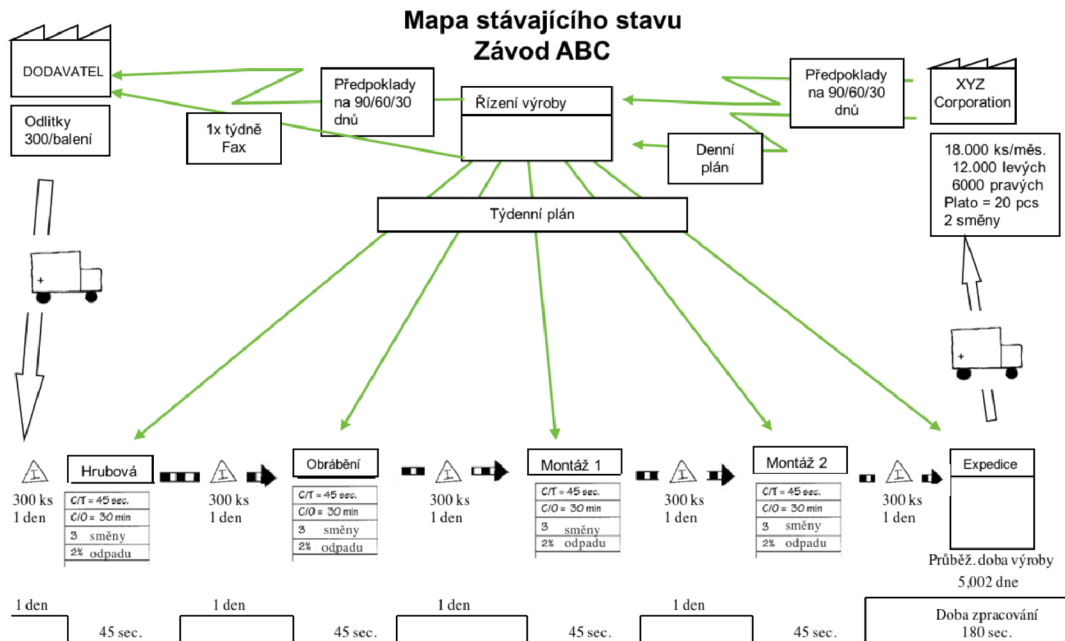 Mapa stávajícího stavu
Závod ABC
DODAVATEL
Odlitky
300/balení
1x týdně
Fax
Předpoklady
na 90/60/30
dnů
Řízení výroby
Předpoklady
na 90/60/30
dnů
Denní
plán
XYZ
Corporation
18.000 ks/měs.
12.000 levých
6000 pravých
Plato = 20 pcs
2 směny
Týdenní plán
I
300 ks
1 den
Hrubová
C/T = 45 sec.
C/O = 30 min
3 směny
2% odpadu
I
300 ks
1 den
Obrábění
C/T = 45 sec.
C/O = 30 min
3 směny
2% odpadu
I
300 ks
1 den
Montáž 1
C/T = 45 sec.
C/O = 30 min
3 směny
2% odpadu
I
300 ks
1 den
Montáž 2
C/T = 45 sec.
C/O = 30 min
3 směny
2% odpadu
I
300 ks
1 den
Expedice
Průběž. doba výroby
5,002 dne
1 den
45 sec.
1 den
45 sec.
1 den
45 sec.
1 den
45 sec.
Doba zpracování
180 sec.